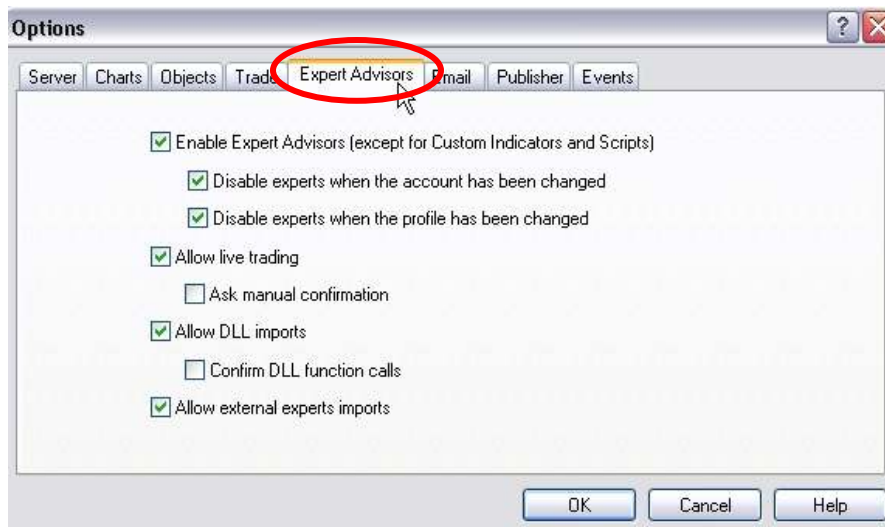 Options
Server Charts Objects Trade Expert Advisors Email Publisher Events
Enable Expert Advisors (except for Custom Indicators and Scripts)
Disable experts when the account has been changed
Disable experts when the profile has been changed
Allow live trading
Ask manual confirmation
Allow DLL imports
Confirm DLL function calls
Allow external experts imports
OK Cancel Help